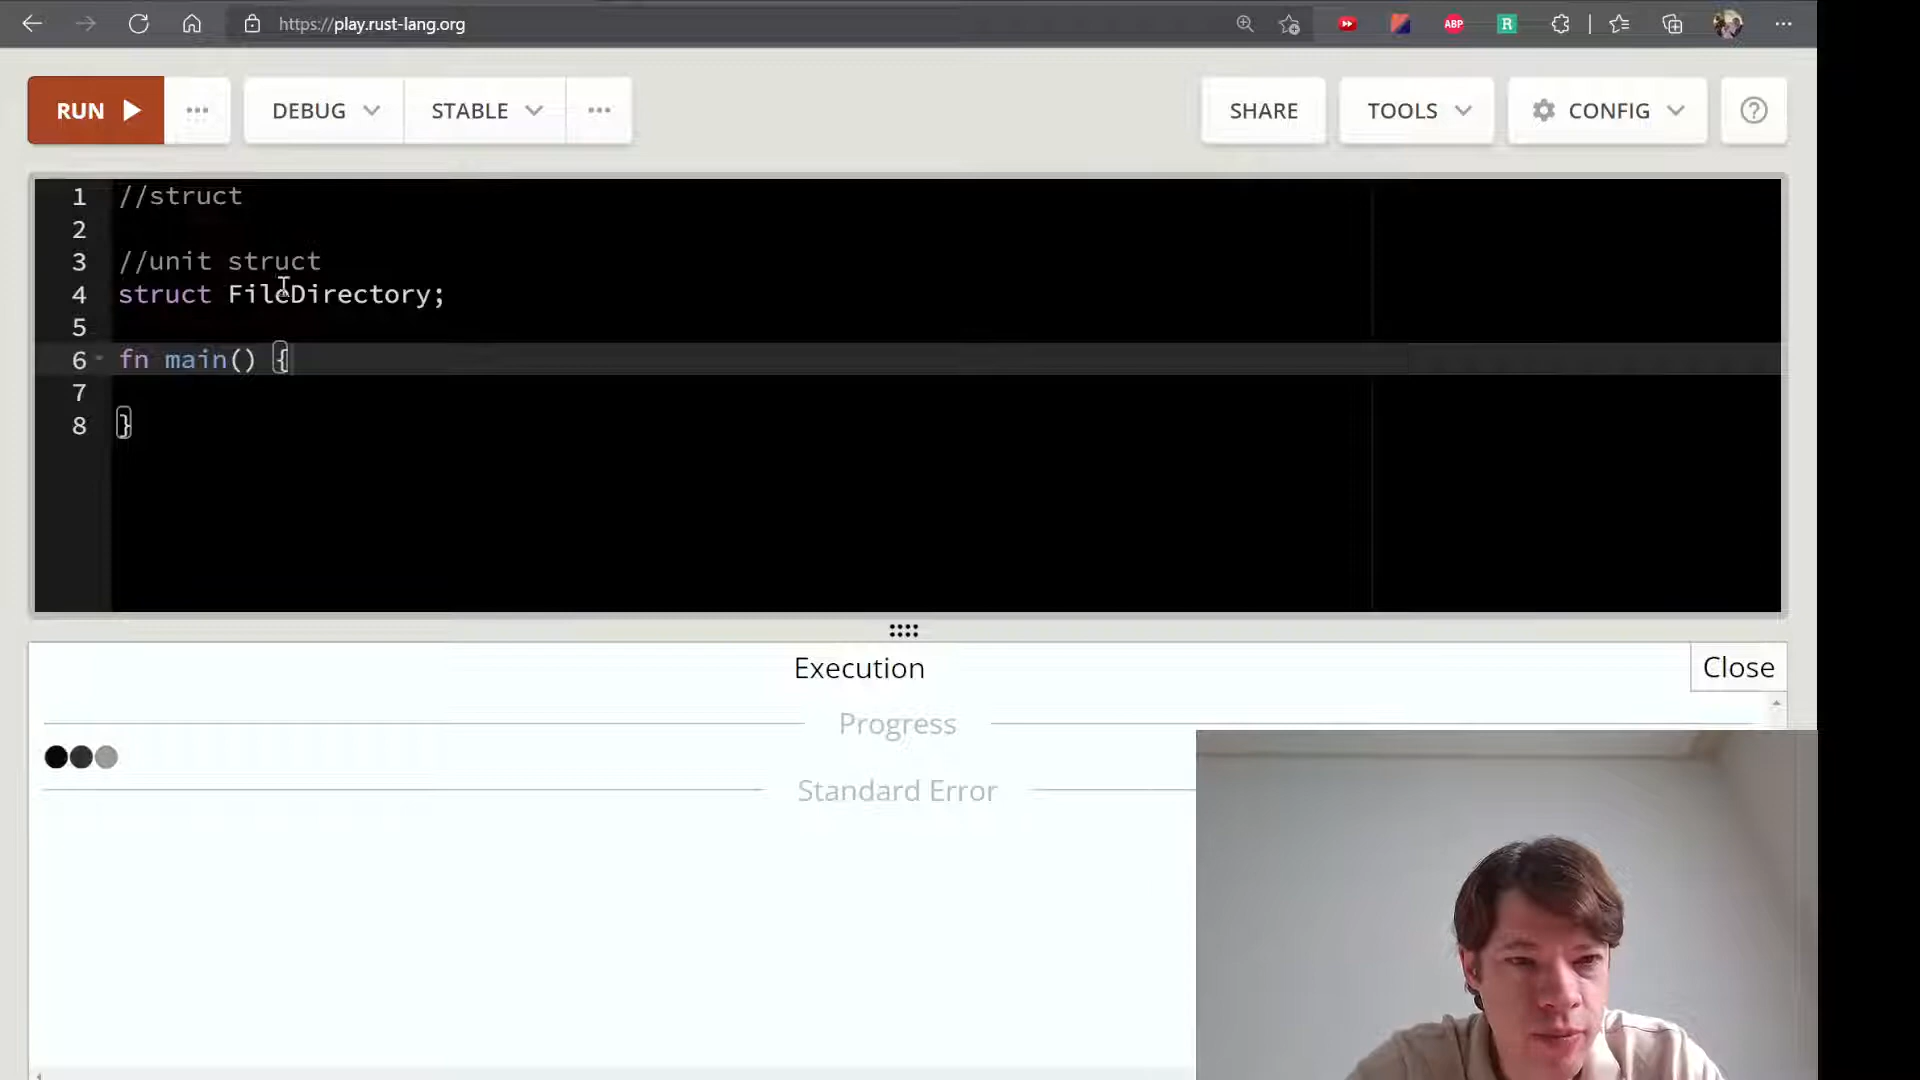 https://play.rust-lang.org
ABP
R
RUN
DEBUG
STABLE
SHARE
TOOLS
CONFIG
1 //struct
2
3 //unit struct
4 struct FileDirectory;
5
6 fn main() {
7
8 }
Execution
Close
Progress
Standard Error